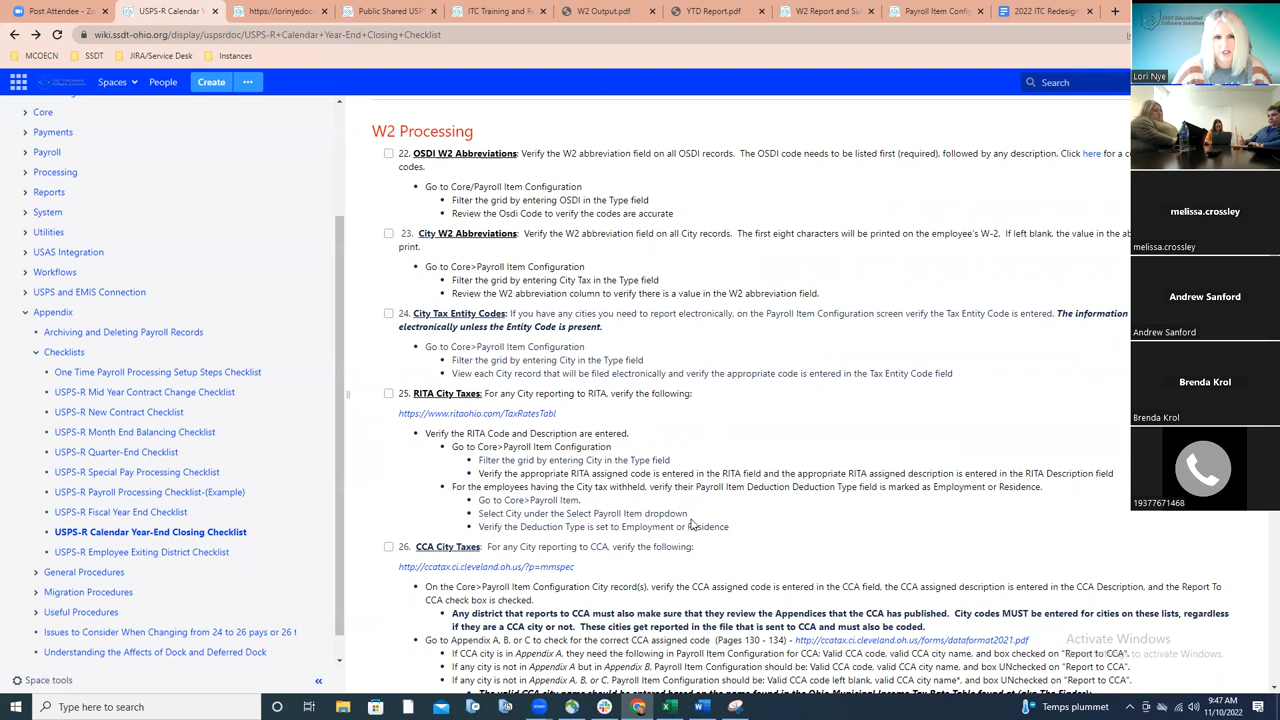 https://lorinyedoc
Public Shared USPS
ITC Training and R
W2 Output.pdf
YTD Report.pdf
W2 Report and Su
Payroll Item Config
2022 ITC Redesign
wiki.ssdt-ohio.org/display/uspsrdoc/USPS-R+Calendar+Year-End+Closing+Checklist
MCOECN
SSDT
JIRA/Service Desk
Instances
Spaces
People
Create
Search
Core
Payments
Payroll
Processing
Reports
System
Utilities
USAS Integration
Workflows
USPS and EMIS Connection
Appendix
Archiving and Deleting Payroll Records
Checklists
One Time Payroll Processing Setup Steps Checklist
USPS-R Mid Year Contract Change Checklist
USPS-R New Contract Checklist
USPS-R Month End Balancing Checklist
USPS-R Quarter-End Checklist
USPS-R Special Pay Processing Checklist
USPS-R Payroll Processing Checklist-(Example)
USPS-R Fiscal Year End Checklist
USPS-R Calendar Year-End Closing Checklist
USPS-R Employee Exiting District Checklist
General Procedures
Migration Procedures
Useful Procedures
Issues to Consider When Changing from 24 to 26 pays or 26 t
Understanding the Affects of Dock and Deferred Dock
Space tools
W2 Processing
22. OSDI W2 Abbreviations: Verify the W2 abbreviation field on all OSDI records. The OSDI code needs to be listed first (required), followed by any description. Click here for a co
codes.
Go to Core/Payroll Item Configuration
Filter the grid by entering OSDI in the Type field
Review the Osdi Code to verify the codes are accurate
23. City W2 Abbreviations: Verify the W2 abbreviation field on all City records. The first eight characters will be printed on the employee's W-2. If left blank, the value in the ab
print.
Go to Core>Payroll Item Configuration
Filter the grid by entering City Tax in the Type field
Review the W2 abbreviation column to verify there is a value in the W2 abbreviation field.
24. City Tax Entity Codes: If you have any cities you need to report electronically, on the Payroll Item Configuration screen verify the Tax Entity Code is entered. The information
electronically unless the Entity Code is present.
Go to Core>Payroll Item Configuration
Filter the grid by entering City in the Type field
View each City record that will be filed electronically and verify the appropriate code is entered in the Tax Entity Code field
25. RITA City Taxes: For any City reporting to RITA, verify the following:
https://www.ritaohio.com/TaxRatesTabl
Verify the RITA Code and Description are entered.
Go to Core>Payroll Item Configuration
Filter the grid by entering City in the Type field
Verify the appropriate RITA assigned code is entered in the RITA field and the appropriate RITA assigned description is entered in the RITA Description field
For the employees having the City tax withheld, verify their Payroll Item Deduction Deduction Type field is marked as Employment or Residence.
Go to Core>Payroll Item.
Select City under the Select Payroll Item dropdown
Verify the Deduction Type is set to Employment or Residence
26. CCA City Taxes: For any City reporting to CCA, verify the following:
http://ccatax.ci.cleveland.oh.us/?p=mmspec
On the Core>Payroll Item Configuration City record(s), verify the CCA assigned code is entered in the CCA field, the CCA assigned description is entered in the CCA Description, and the Report To
CCA check box is checked.
Any district that reports to CCA must also make sure that they review the Appendices that the CCA has published. City codes MUST be entered for cities on these lists, regardless
if they are a CCA city or not. These cities get reported in the file that is sent to CCA and must also be coded.
Go to Appendix A, B, or C to check for the correct CCA assigned code (Pages 130 - 134) - http://ccatax.ci.cleveland.oh.us/forms/dataformat2021.pdf
If CCA city is in Appendix A, they need the following in Payroll Item Configuration for CCA: Valid CCA code, valid CCA city name, and box checked on "Report to CCA".
If any city is not in Appendix A but in Appendix B, Payroll Item Configuration should be: Valid CCA code, valid CCA city name, and box UNchecked on "Report to CCA".
If any city is not in Appendix A, B, or C, Payroll Item Configuration should be: Valid CCA code left blank, valid CCA city name*, and box UNchecked on "Report to CCA".
Activate Windows
to activate Windows.
Lori Nye
melissa.crossley
melissa.crossley
Andrew Sanford
Andrew Sanford
Brenda Krol
Brenda Krol
19377671468
Type here to search
Temps plummet
9:47 AM
11/10/2022